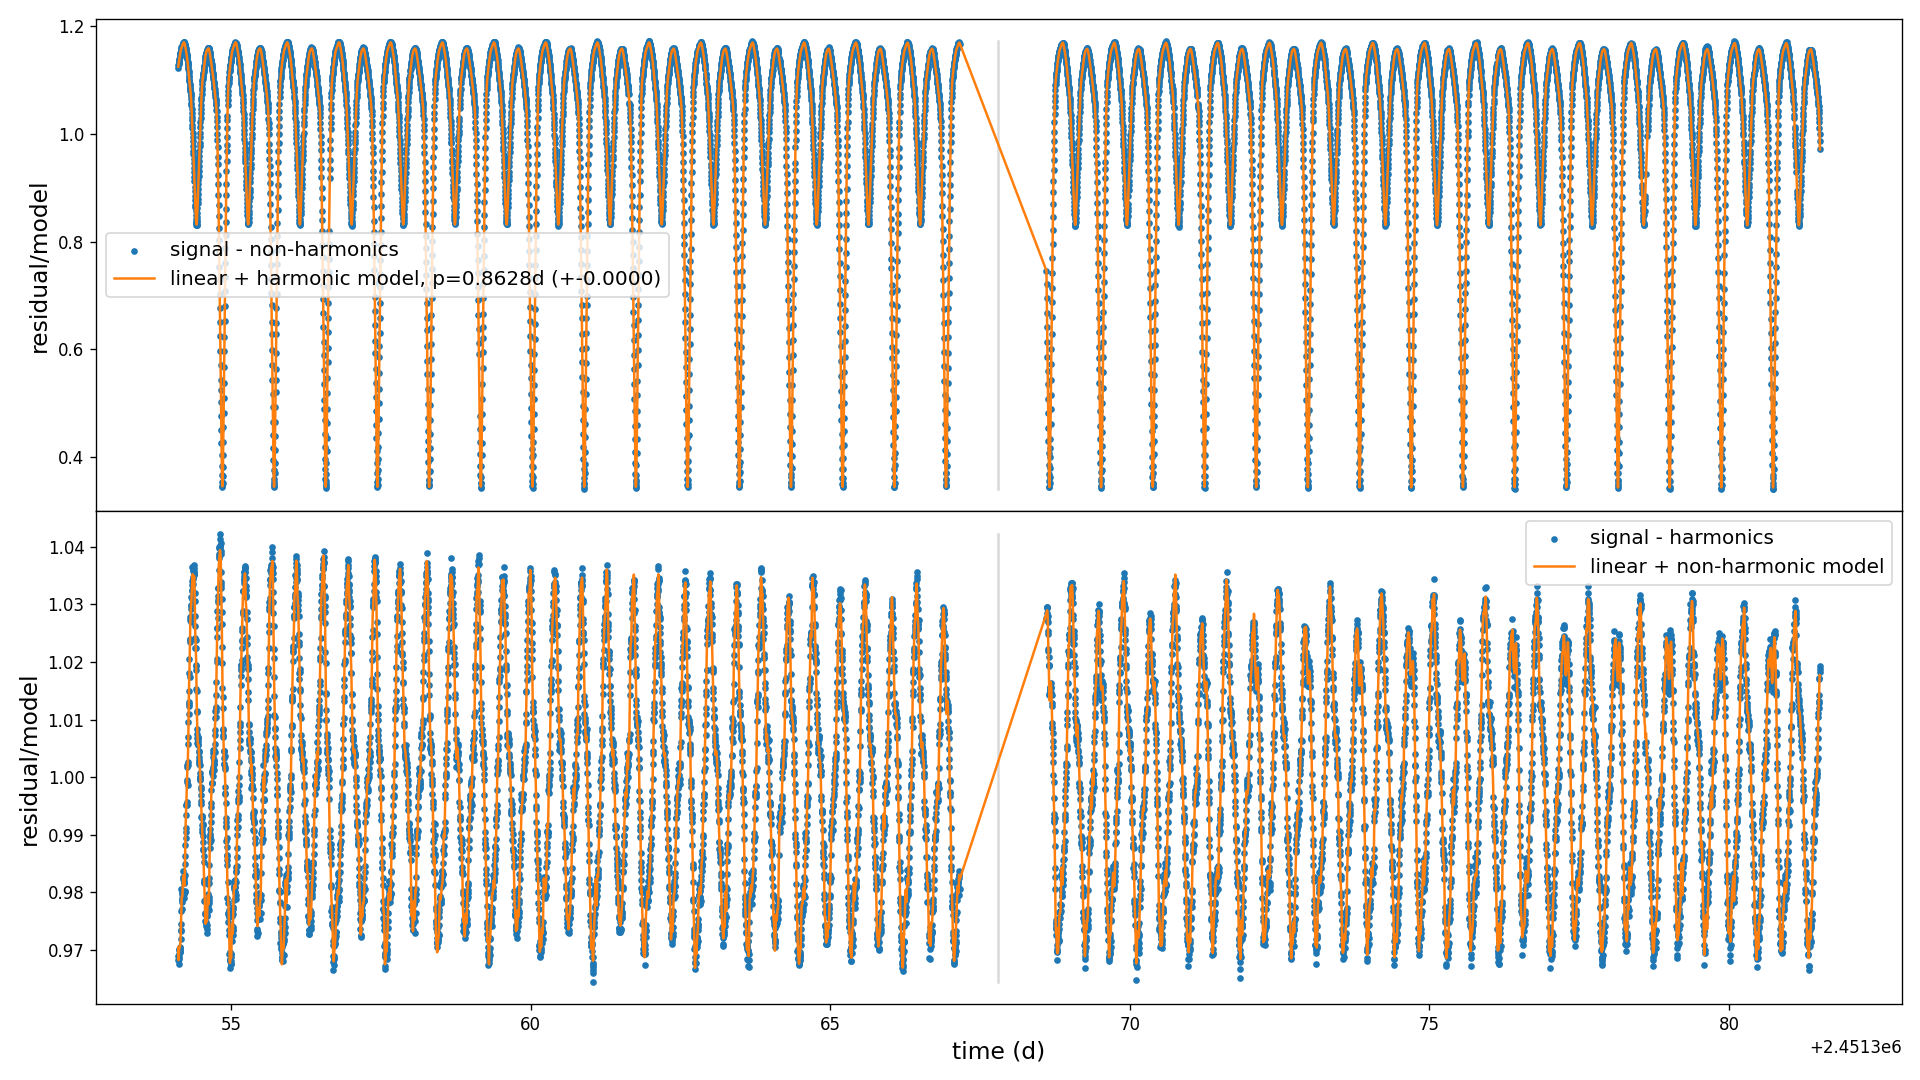 1.2
1.0
0.8
0.6
0.4
residual/model
signal - non-harmonics
linear + harmonic model, p=0.8628d (+-0.0000)
1.04
1.03
1.02
1.01
1.00
0.99
0.98
0.97
residual/model
signal - harmonics
linear + non-harmonic model
55
60
65
70
75
80
time (d)
+2.4513e6